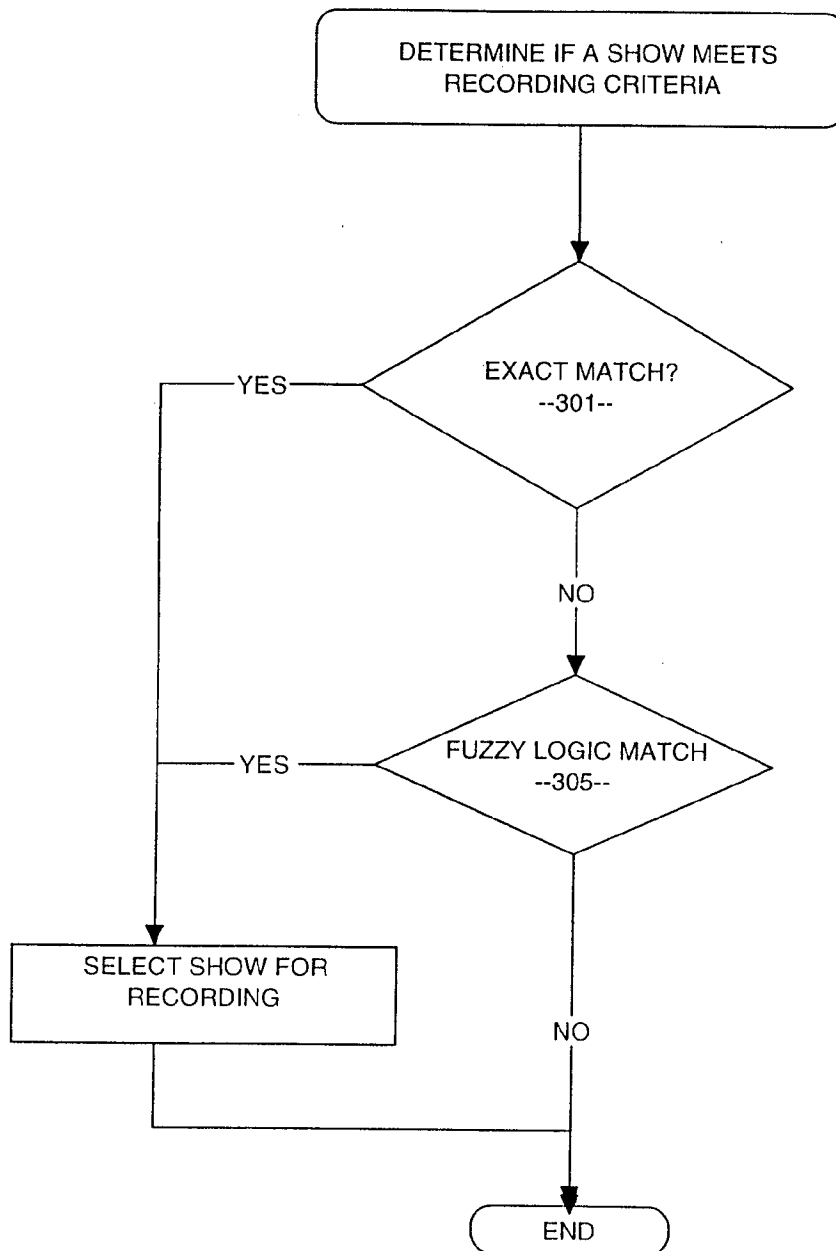 DETERMINE IF A SHOW MEETS
RECORDING CRITERIA
EXACT MATCH?
--301--
YES
NO
FUZZY LOGIC MATCH
--305--
YES
SELECT SHOW FOR
RECORDING
NO
END